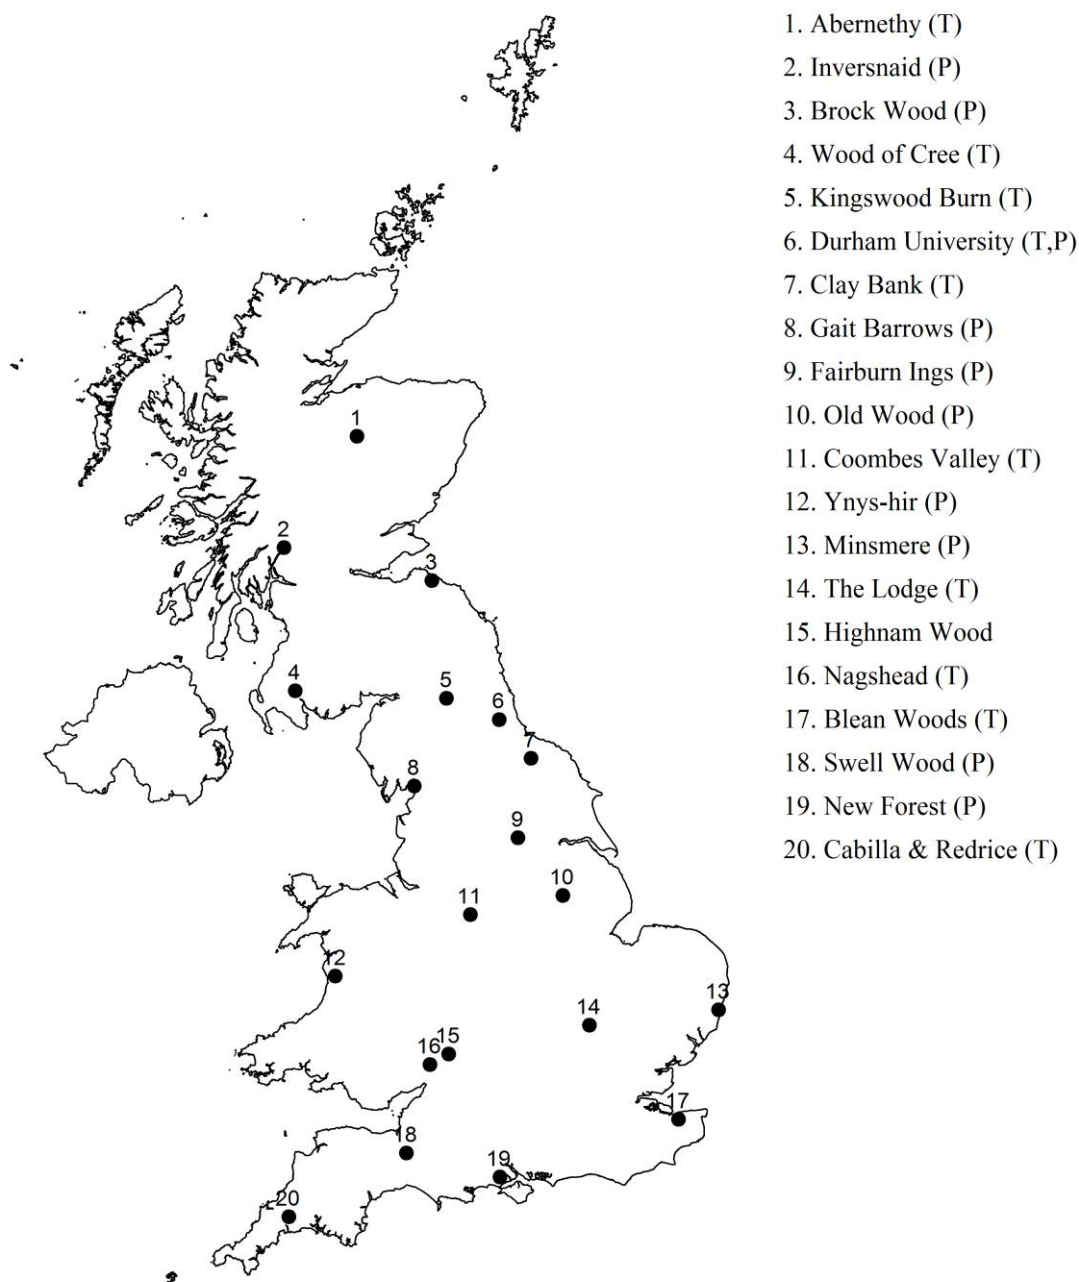 1. Abernethy (T)
2. Inversnaid (P)
3. Brock Wood (P)
4. Wood of Cree (T)
5. Kingswood Burn (T)
6. Durham University (T,P)
7. Clay Bank (T)
8. Gait Barrows (P)
9. Fairburn Ings (P)
10. Old Wood (P)
11. Coombes Valley (T)
12. Ynys-hir (P)
13. Minsmere (P)
14. The Lodge (T)
15. Highnam Wood
16. Nagshead (T)
17. Blean Woods (T)
18. Swell Wood (P)
19. New Forest (P)
20. Cabilla & Redrice (T)
1
2
3
4
5
6
7
8
9
10
11
12
13
14
15
16
17
18
19
20